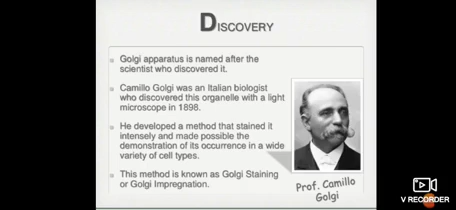 DISCOVERY
Golgi apparatus is named after the
scientist who discovered it.
Camillo Golgi was an Italian biologist
who discovered this organelle with a light
microscope in 1898.
He developed a method that stained it
intensely and made possible the
demonstration of its occurrence in a wide
variety of cell types.
This method is known as Golgi Staining
or Golgi Impregnation.
Prof. Camillo
Golgi
V RECORDER